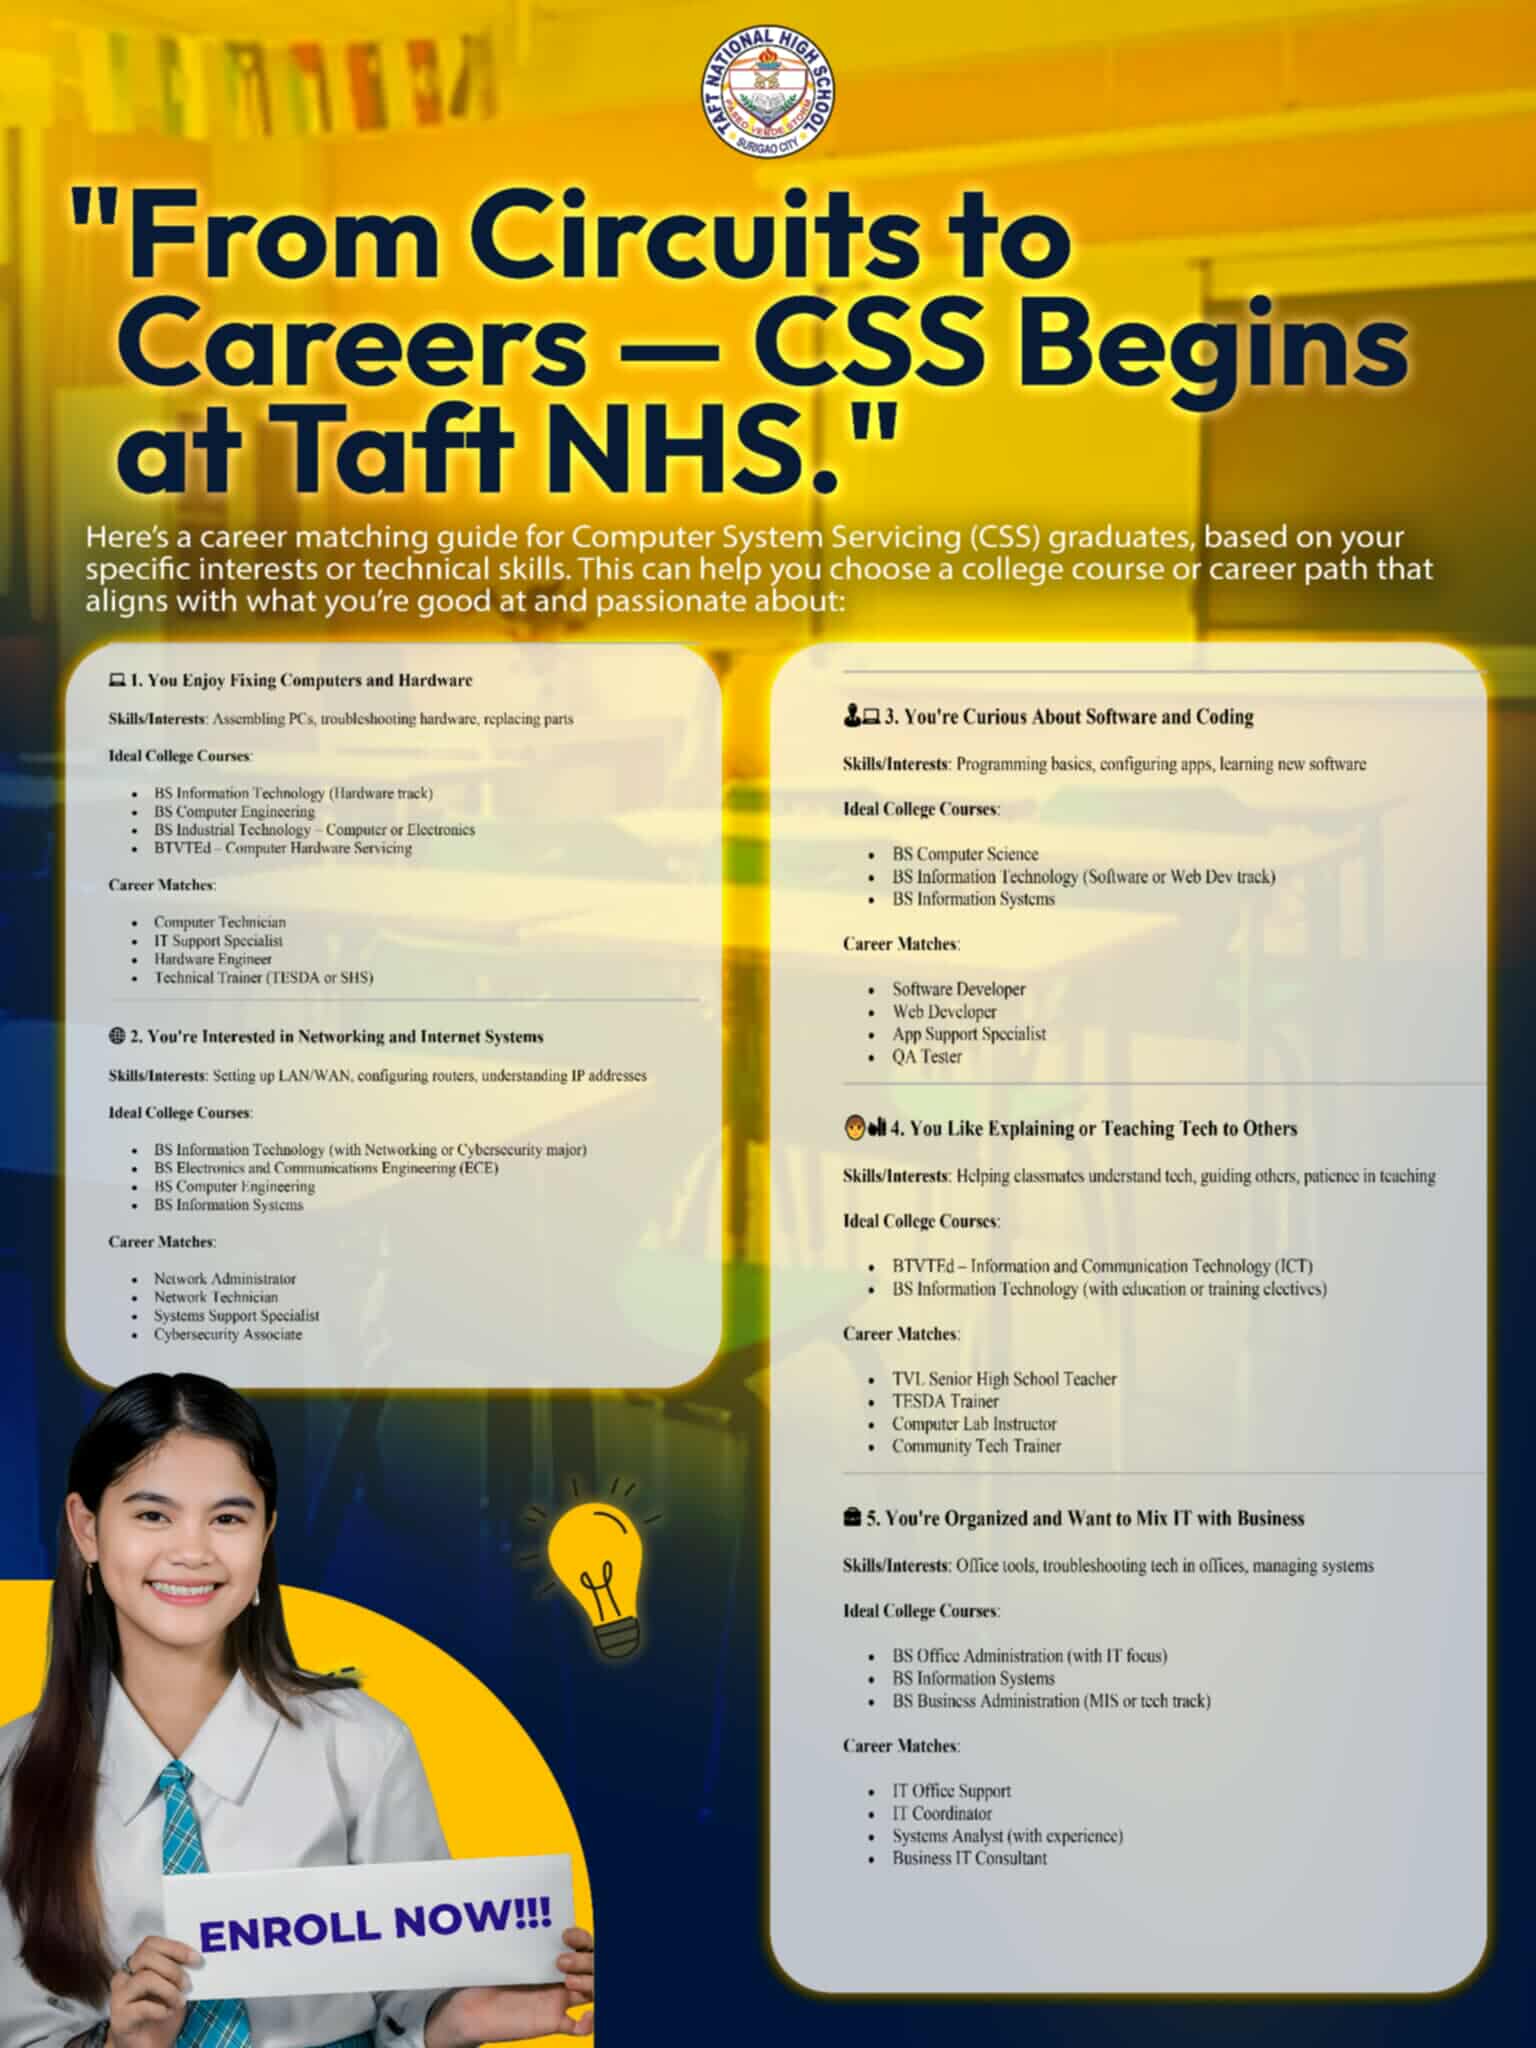 TAFT NATIONAL HIGH SCHOOL
SURIGAO CITY
"From Circuits to
Careers — CSS Begins
at Taft NHS."
Here's a career matching guide for Computer System Servicing (CSS) graduates, based on your
specific interests or technical skills. This can help you choose a college course or career path that
aligns with what you're good at and passionate about:
1. You Enjoy Fixing Computers and Hardware
Skills/Interests: Assembling PCs, troubleshooting hardware, replacing parts
Ideal College Courses:
• BS Information Technology (Hardware track)
• BS Computer Engineering
• BS Industrial Technology – Computer or Electronics
• BTVTEd – Computer Hardware Servicing
Career Matches:
• Computer Technician
• IT Support Specialist
• Hardware Engineer
• Technical Trainer (TESDA or SHS)
2. You're Interested in Networking and Internet Systems
Skills/Interests: Setting up LAN/WAN, configuring routers, understanding IP addresses
Ideal College Courses:
• BS Information Technology (with Networking or Cybersecurity major)
• BS Electronics and Communications Engineering (ECE)
• BS Computer Engineering
• BS Information Systems
Career Matches:
• Network Administrator
• Network Technician
• Systems Support Specialist
• Cybersecurity Associate
3. You're Curious About Software and Coding
Skills/Interests: Programming basics, configuring apps, learning new software
Ideal College Courses:
• BS Computer Science
• BS Information Technology (Software or Web Dev track)
• BS Information Systems
Career Matches:
• Software Developer
• Web Developer
• App Support Specialist
• QA Tester
4. You Like Explaining or Teaching Tech to Others
Skills/Interests: Helping classmates understand tech, guiding others, patience in teaching
Ideal College Courses:
• BTVTEd – Information and Communication Technology (ICT)
• BS Information Technology (with education or training electives)
Career Matches:
• TVL Senior High School Teacher
• TESDA Trainer
• Computer Lab Instructor
• Community Tech Trainer
5. You're Organized and Want to Mix IT with Business
Skills/Interests: Office tools, troubleshooting tech in offices, managing systems
Ideal College Courses:
• BS Office Administration (with IT focus)
• BS Information Systems
• BS Business Administration (MIS or tech track)
Career Matches:
• IT Office Support
• IT Coordinator
• Systems Analyst (with experience)
• Business IT Consultant
ENROLL NOW!!!